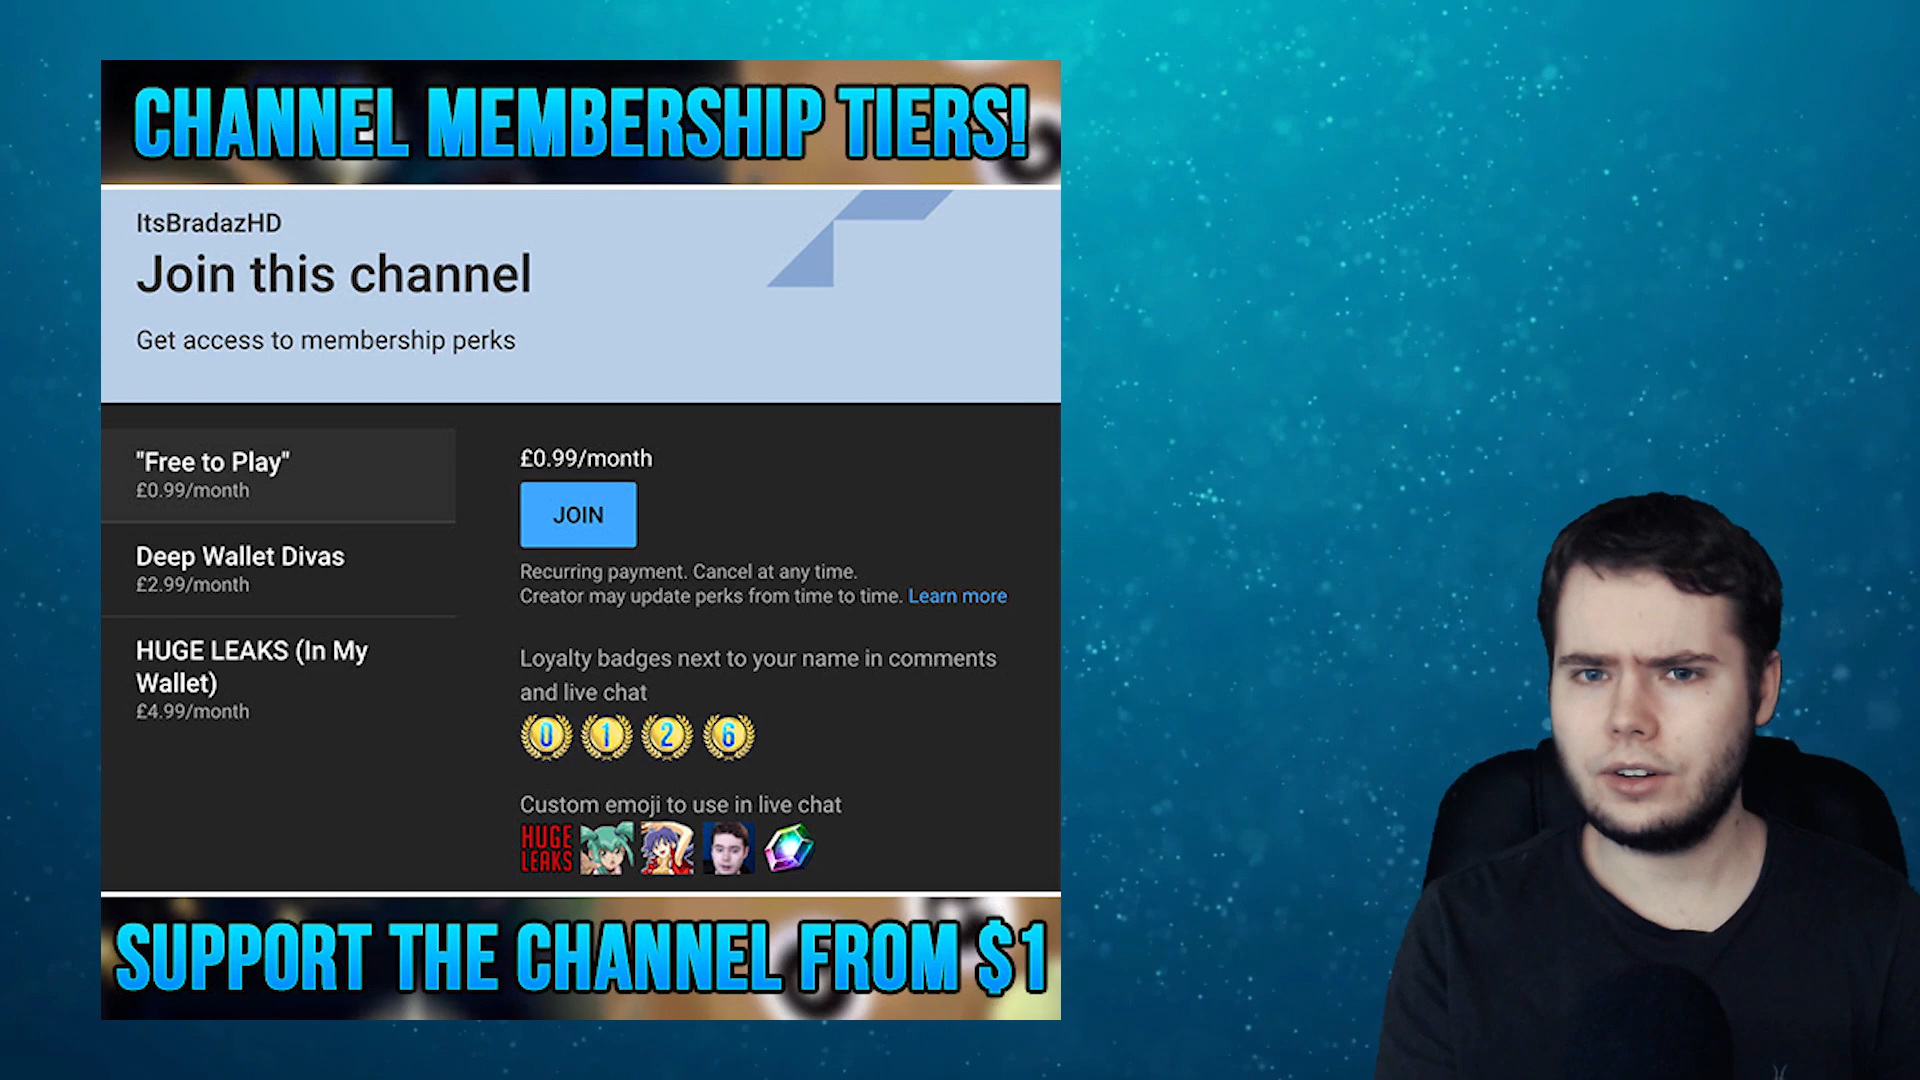 CHANNEL MEMBERSHIP TIERS!
ItsBradazHD
Join this channel
Get access to membership perks
"Free to Play"
£0.99/month
Deep Wallet Divas
£2.99/month
HUGE LEAKS (In My
Wallet)
£4.99/month
£0.99/month
JOIN
Recurring payment. Cancel at any time.
Creator may update perks from time to time. Learn more
Loyalty badges next to your name in comments
and live chat
0 1 2 6
Custom emoji to use in live chat
HUGE
LEAKS
SUPPORT THE CHANNEL FROM $1